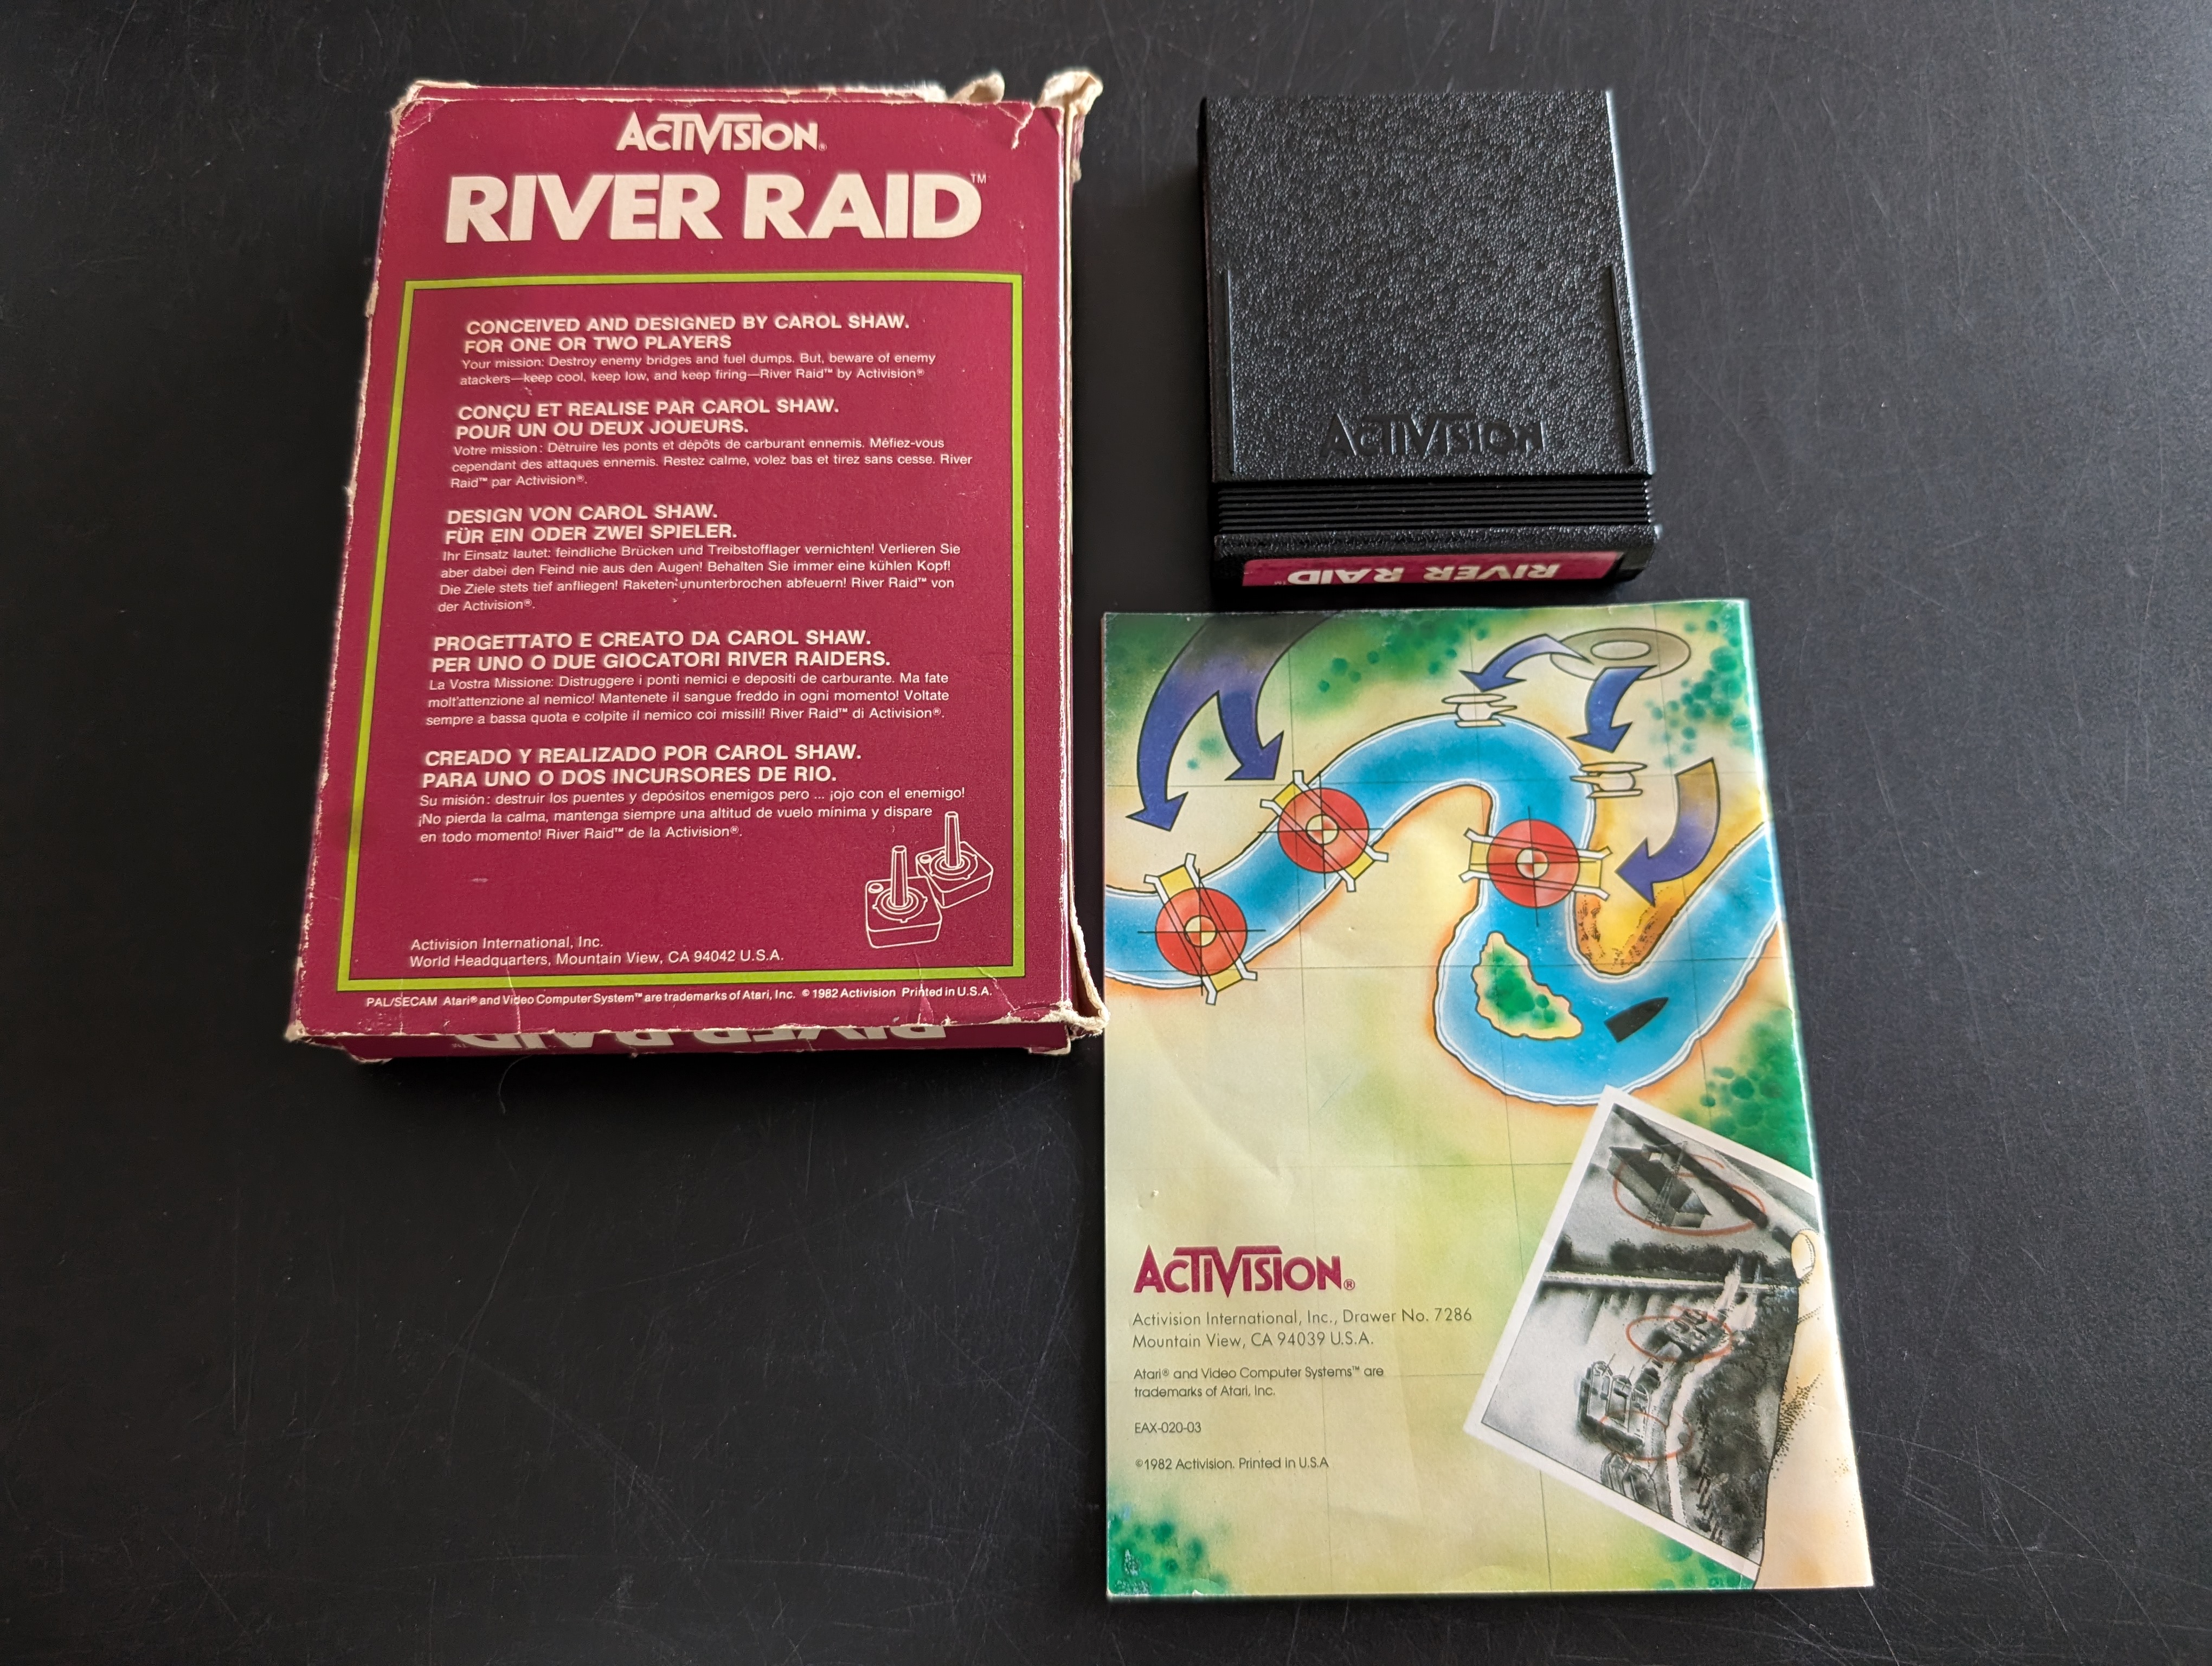 ACTIVISION®
RIVER RAID™
CONCEIVED AND DESIGNED BY CAROL SHAW.
FOR ONE OR TWO PLAYERS
Your mission: Destroy enemy bridges and fuel dumps. But, beware of enemy
atackers—keep cool, keep low, and keep firing—River Raid™ by Activision®
CONÇU ET REALISE PAR CAROL SHAW.
POUR UN OU DEUX JOUEURS.
Votre mission: Détruire les ponts et dépôts de carburant ennemis. Méfiez-vous
cependant des attaques ennemis. Restez calme, volez bas et tirez sans cesse. River
Raid™ par Activision®.
DESIGN VON CAROL SHAW.
FÜR EIN ODER ZWEI SPIELER.
Ihr Einsatz lautet: feindliche Brücken und Treibstofflager vernichten! Verlieren Sie
aber dabei den Feind nie aus den Augen! Behalten Sie immer eine kühlen Kopf!
Die Ziele stets tief anfliegen! Raketen ununterbrochen abfeuern! River Raid™ von
der Activision®.
PROGETTATO E CREATO DA CAROL SHAW.
PER UNO O DUE GIOCATORI RIVER RAIDERS.
La Vostra Missione: Distruggere i ponti nemici e depositi de carburante. Ma fate
molt'attenzione al nemico! Mantenete il sangue freddo in ogni momento! Voltate
sempre a bassa quota e colpite il nemico coi missili! River Raid™ di Activision®.
CREADO Y REALIZADO POR CAROL SHAW.
PARA UNO O DOS INCURSORES DE RIO.
Su misión: destruir los puentes y depósitos enemigos pero ... ¡ojo con el enemigo!
¡No pierda la calma, mantenga siempre una altitud de vuelo mínima y dispare
en todo momento! River Raid™ de la Activision®.
Activision International, Inc.
World Headquarters, Mountain View, CA 94042 U.S.A.
PAL/SECAM Atari® and Video Computer System™ are trademarks of Atari, Inc. ©1982 Activision Printed in U.S.A.
RIVER RAID™
ACTIVISION
RIVER RAID™
ACTIVISION®
Activision International, Inc., Drawer No. 7286
Mountain View, CA 94039 U.S.A.
Atari® and Video Computer Systems™ are
trademarks of Atari, Inc.
EAX-020-03
©1982 Activision. Printed in U.S.A